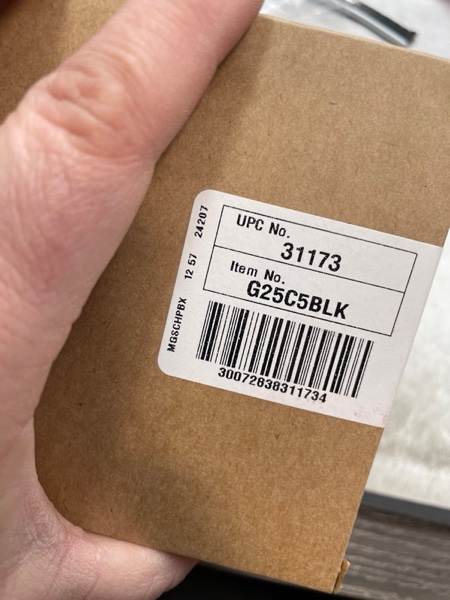 UPC No.
31173
Item No.
G25C5BLK
30072838311734
MGSCHPBX 12 57 24207